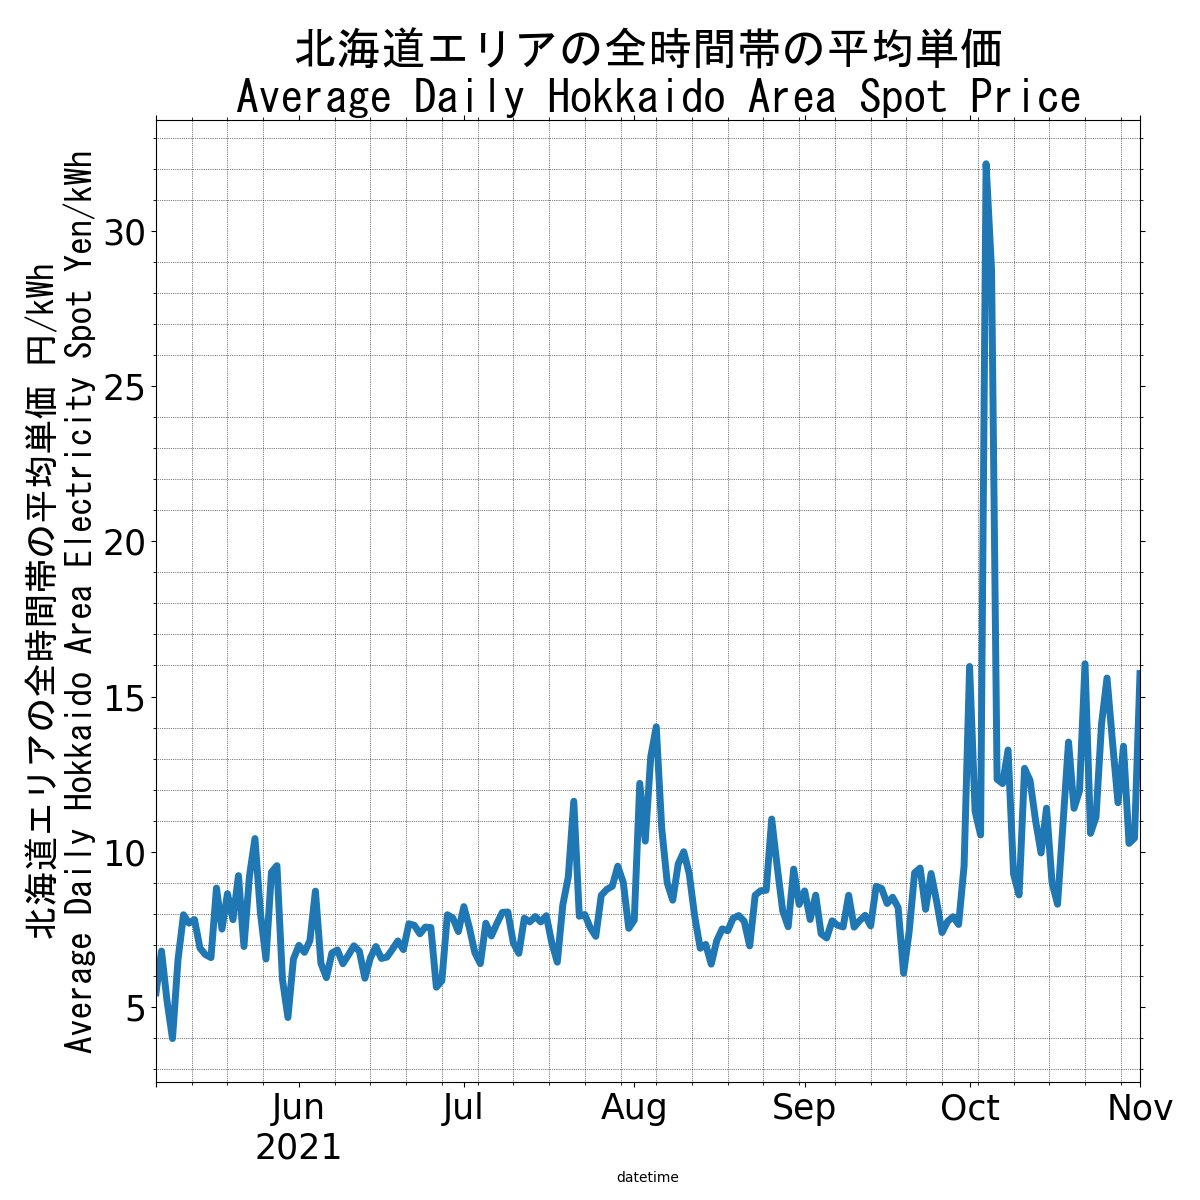 北海道エリアの全時間帯の平均単価
Average Daily Hokkaido Area Spot Price
北海道エリアの全時間帯の平均単価 円/kWh
Average Daily Hokkaido Area Electricity Spot Yen/kWh
30
25
20
15
10
5
Jun
2021
Jul
Aug
Sep
Oct
Nov
datetime